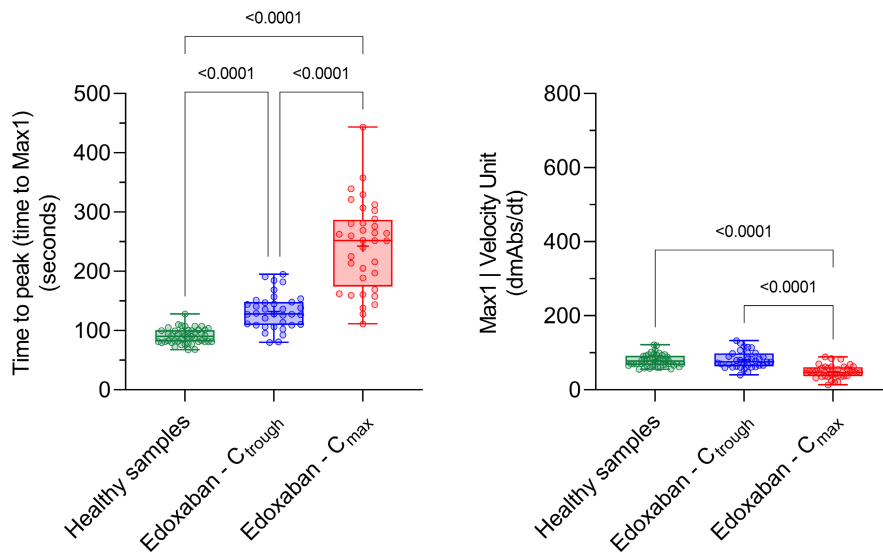 <0.0001
<0.0001
<0.0001
Time to peak (time to Max1)
(seconds)
500
400
300
200
100
0
Healthy samples
Edoxaban - Ctrough
Edoxaban - Cmax
Max1 | Velocity Unit
(dmAbs/dt)
800
600
400
200
0
<0.0001
<0.0001
Healthy samples
Edoxaban - Ctrough
Edoxaban - Cmax